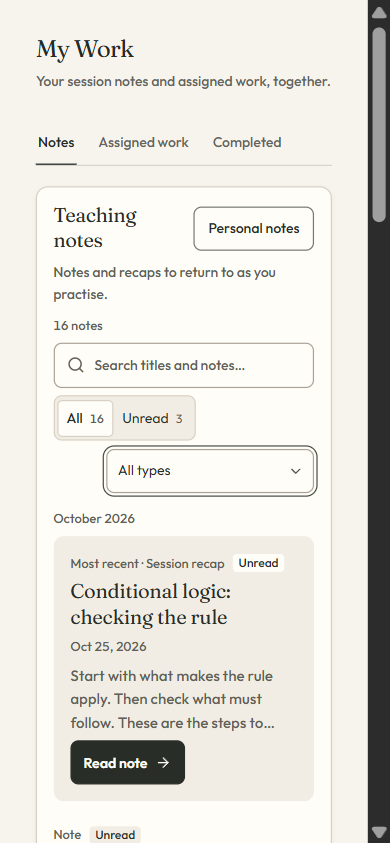 My Work
Your session notes and assigned work, together.
Notes Assigned work Completed
Teaching
notes
Personal notes
Notes and recaps to return to as you
practise.
16 notes
Search titles and notes...
All 16 Unread 3
All types
October 2026
Most recent · Session recap Unread
Conditional logic:
checking the rule
Oct 25, 2026
Start with what makes the rule
apply. Then check what must
follow. These are the steps to...
Read note →
Note Unread